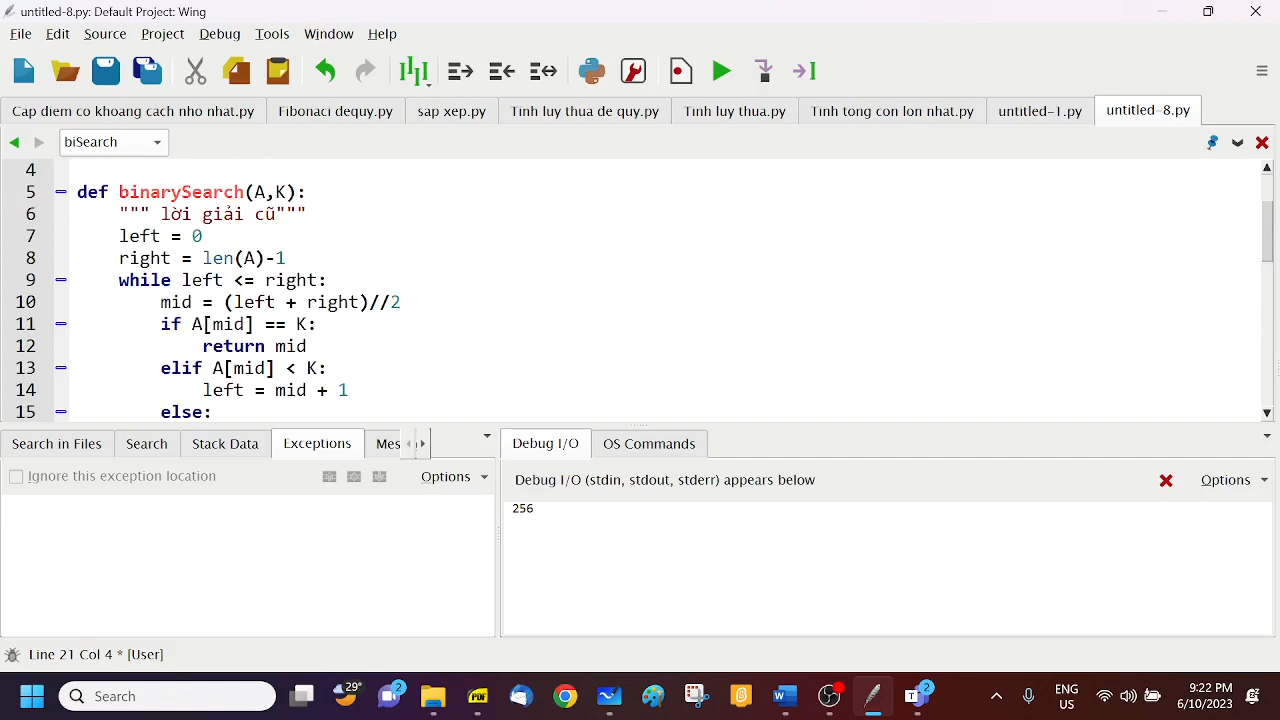 untitled-8.py: Default Project: Wing
File Edit Source Project Debug Tools Window Help
Cap diem co khoang cach nho nhat.py Fibonaci dequy.py sap xep.py Tinh luy thua de quy.py Tinh luy thua.py Tinh tong con lon nhat.py untitled-1.py untitled-8.py
biSearch
4
5 def binarySearch(A,K):
6 """ lời giải cũ"""
7 left = 0
8 right = len(A)-1
9 while left <= right:
10 mid = (left + right)//2
11 if A[mid] == K:
12 return mid
13 elif A[mid] < K:
14 left = mid + 1
15 else:
Search in Files Search Stack Data Exceptions Mes Debug I/O OS Commands
Ignore this exception location Options Debug I/O (stdin, stdout, stderr) appears below Options
256
Line 21 Col 4 * [User]
Search 29° 2 PDF 2 ENG US 9:22 PM 6/10/2023